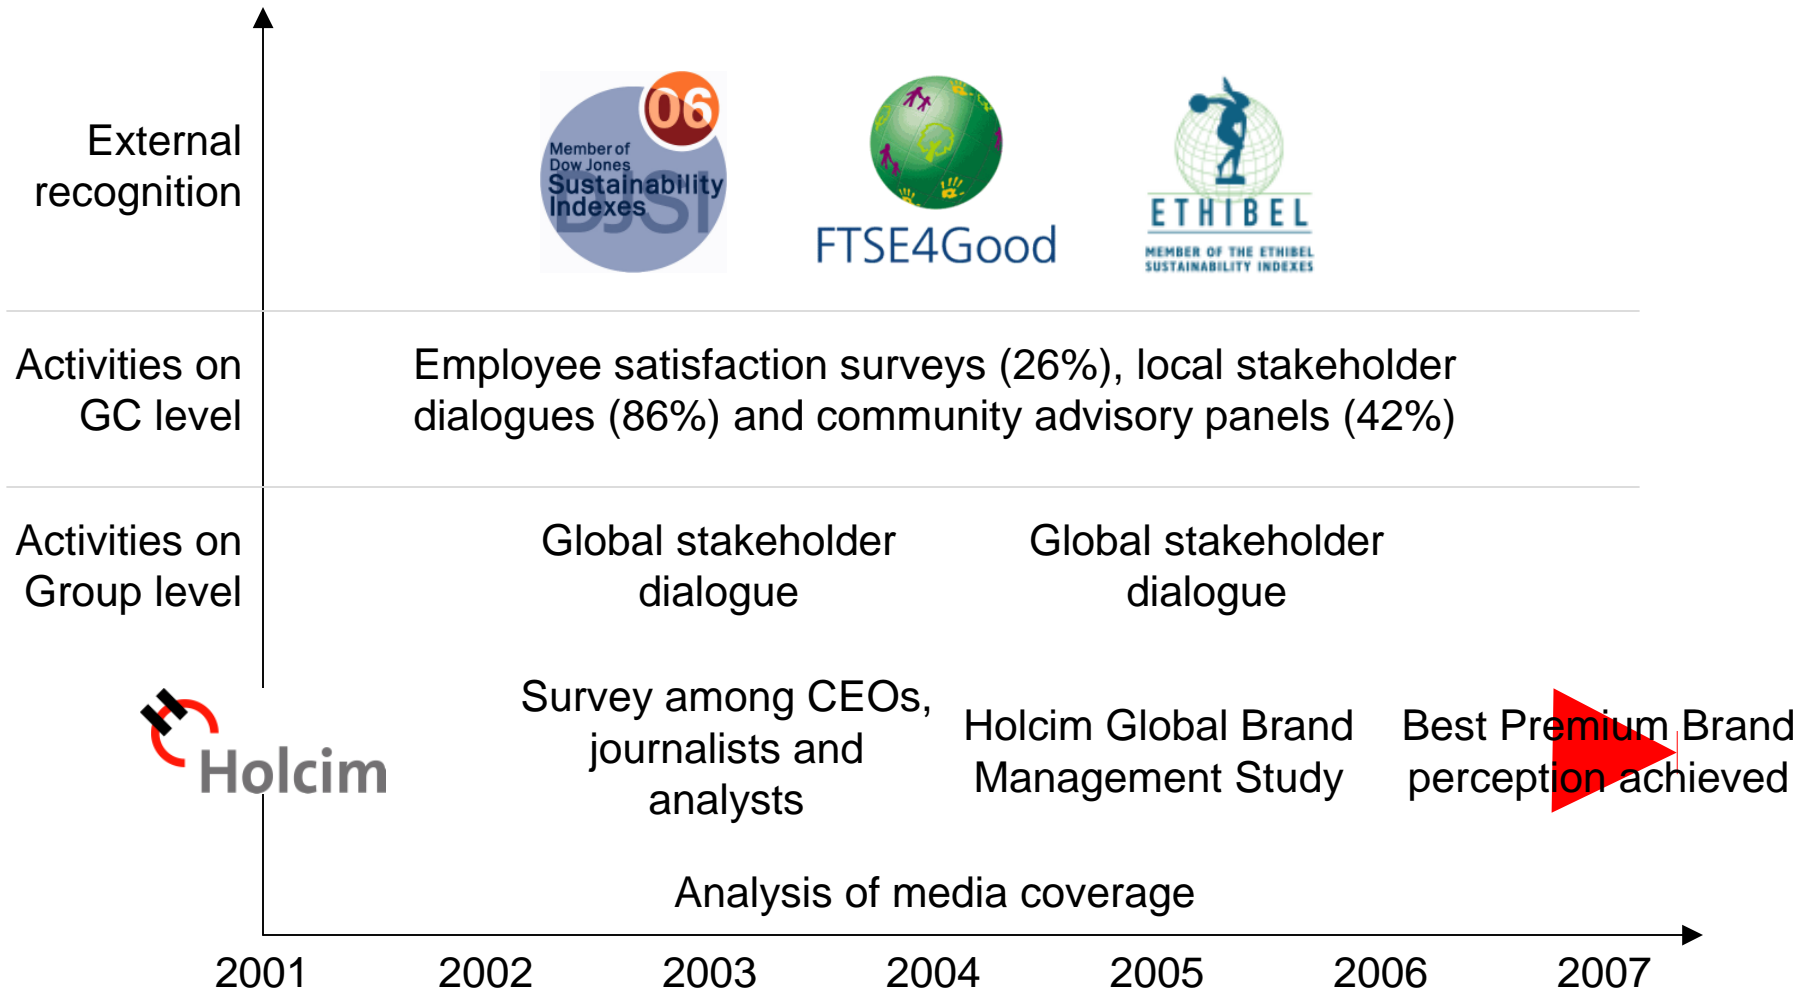 External
recognition
06
Member of
Dow Jones
Sustainability
Indexes
DJSI
FTSE4Good
ETHIBEL
MEMBER OF THE ETHIBEL
SUSTAINABILITY INDEXES
Activities on
GC level
Employee satisfaction surveys (26%), local stakeholder
dialogues (86%) and community advisory panels (42%)
Activities on
Group level
Global stakeholder
dialogue
Global stakeholder
dialogue
Holcim
Survey among CEOs,
journalists and
analysts
Holcim Global Brand
Management Study
Best Premium Brand
perception achieved
Analysis of media coverage
2001 2002 2003 2004 2005 2006 2007